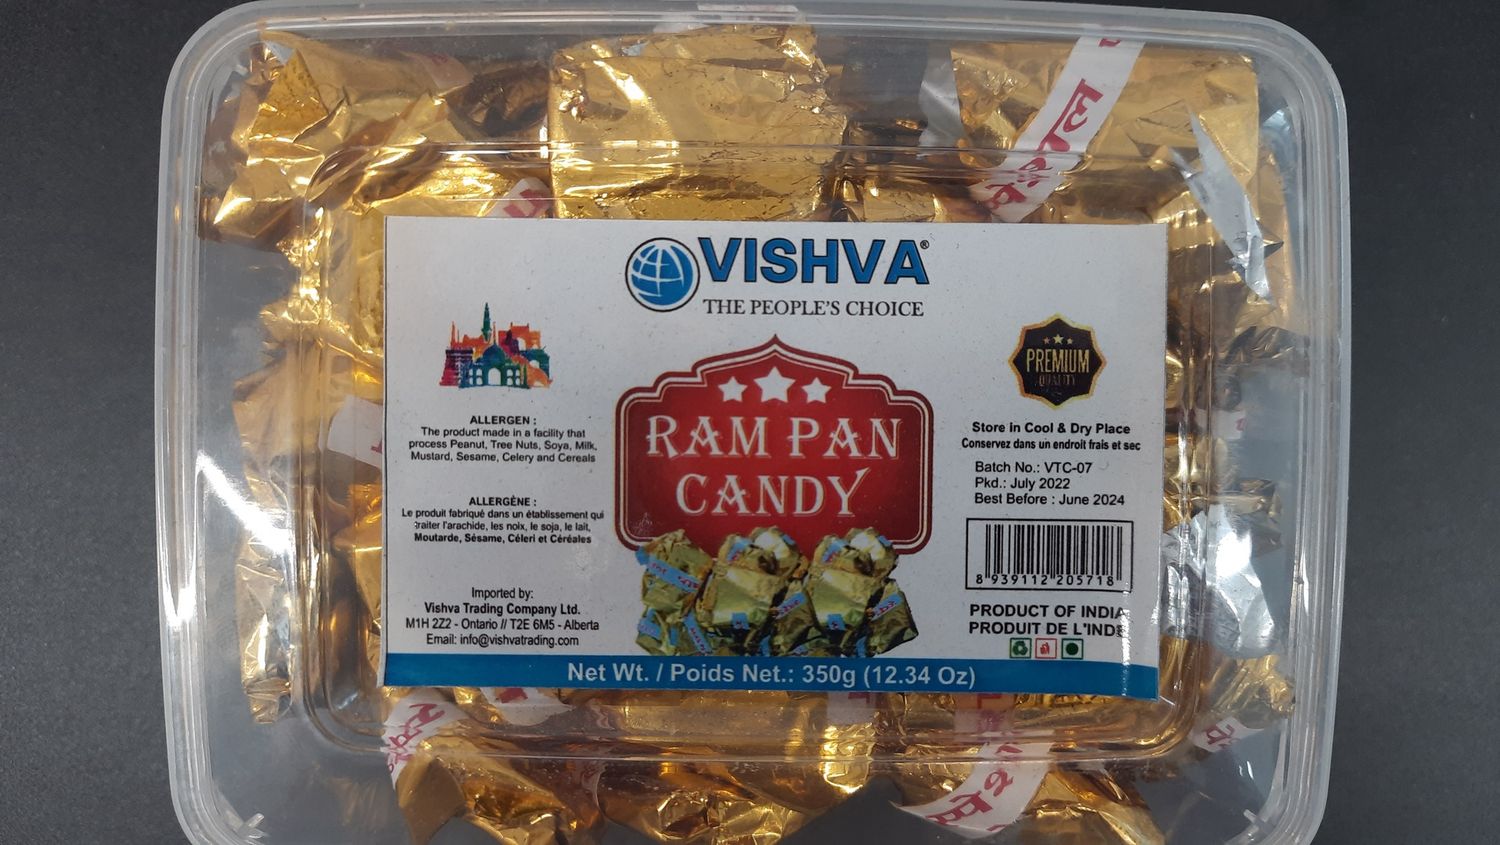 VISHVA®
THE PEOPLE'S CHOICE
PREMIUM
QUALITY
RAM PAN
CANDY
ALLERGEN :
The product made in a facility that
process Peanut, Tree Nuts, Soya, Milk,
Mustard, Sesame, Celery and Cereals
ALLERGÈNE :
Le produit fabriqué dans un établissement qui
traiter l'arachide, les noix, le soja, le lait,
Moutarde, Sésame, Céleri et Céréales
Imported by:
Vishva Trading Company Ltd.
M1H 2Z2 - Ontario // T2E 6M5 - Alberta
Email: info@vishvatrading.com
Store in Cool & Dry Place
Conservez dans un endroit frais et sec
Batch No.: VTC-07
Pkd.: July 2022
Best Before : June 2024
8 939112 205718
PRODUCT OF INDIA
PRODUIT DE L'INDE
Net Wt. / Poids Net.: 350g (12.34 Oz)